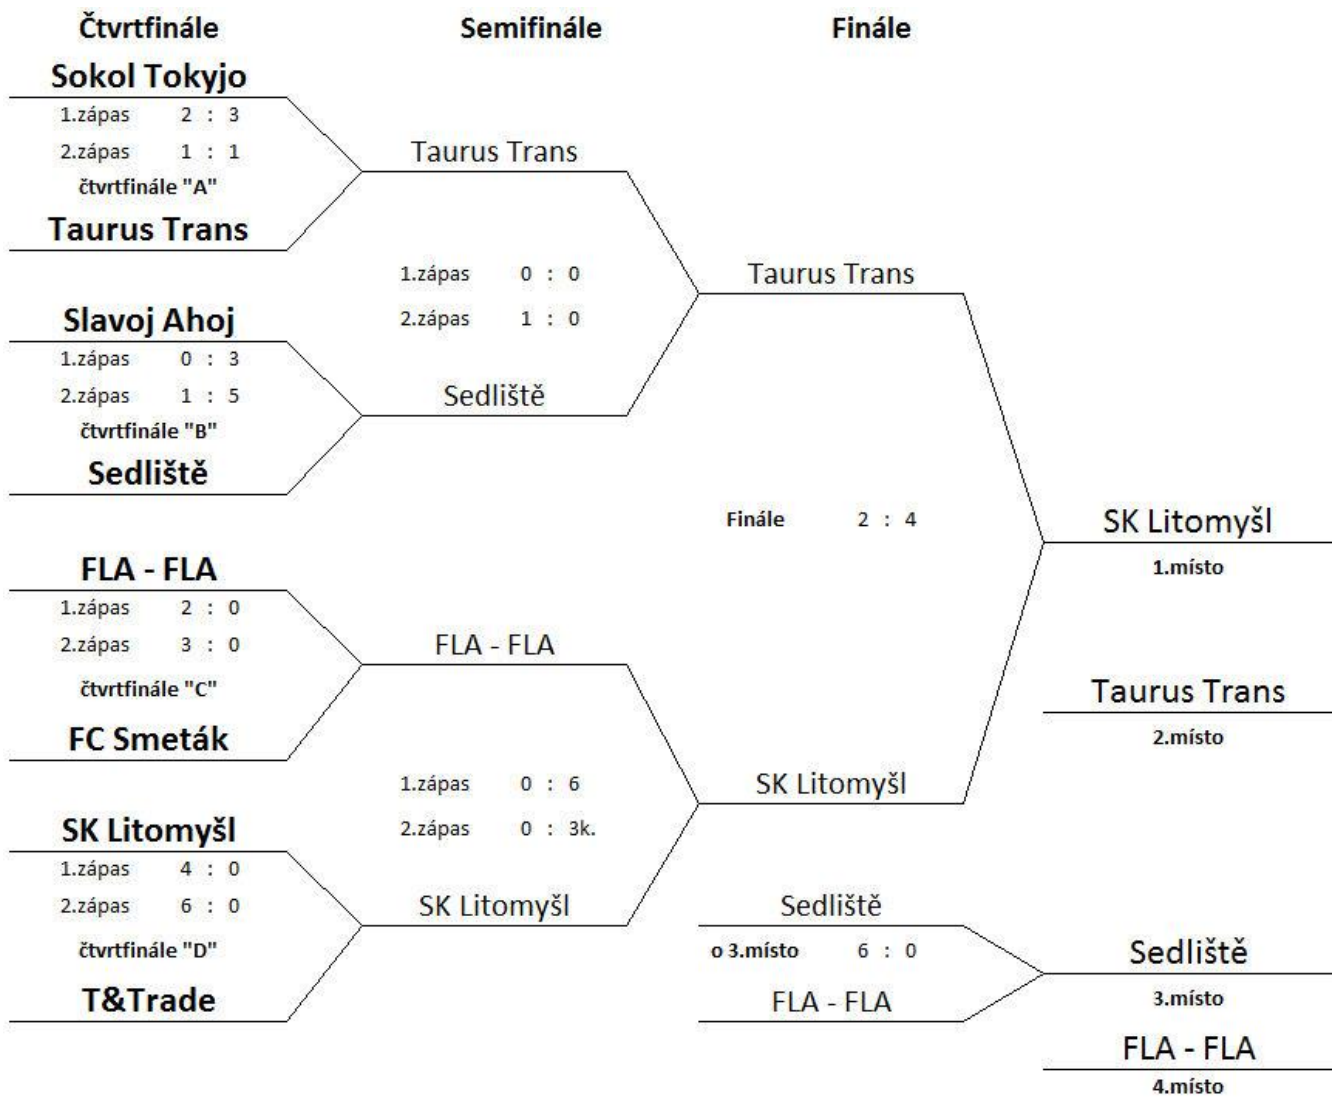 Čtvrtfinále Semifinále Finále
Sokol Tokyjo
1.zápas 2 : 3
2.zápas 1 : 1
čtvrtfinále "A"
Taurus Trans
Slavoj Ahoj
1.zápas 0 : 3
2.zápas 1 : 5
čtvrtfinále "B"
Sedliště
FLA - FLA
1.zápas 2 : 0
2.zápas 3 : 0
čtvrtfinále "C"
FC Smeták
SK Litomyšl
1.zápas 4 : 0
2.zápas 6 : 0
čtvrtfinále "D"
T&Trade
Taurus Trans
1.zápas 0 : 0
2.zápas 1 : 0
Sedliště
FLA - FLA
1.zápas 0 : 6
2.zápas 0 : 3k.
SK Litomyšl
Taurus Trans
Finále 2 : 4
SK Litomyšl
Sedliště
o 3.místo 6 : 0
FLA - FLA
SK Litomyšl
1.místo
Taurus Trans
2.místo
Sedliště
3.místo
FLA - FLA
4.místo